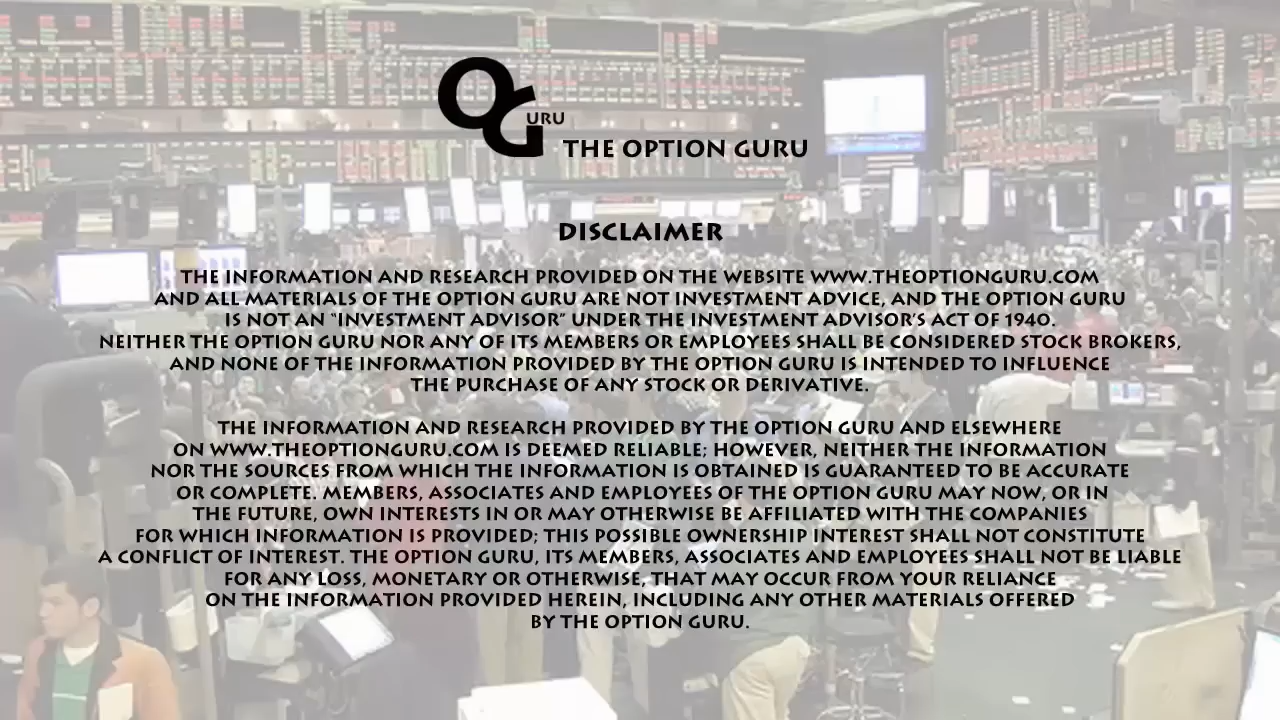 OG URU
THE OPTION GURU
DISCLAIMER
THE INFORMATION AND RESEARCH PROVIDED ON THE WEBSITE WWW.THEOPTIONGURU.COM
AND ALL MATERIALS OF THE OPTION GURU ARE NOT INVESTMENT ADVICE, AND THE OPTION GURU
IS NOT AN “INVESTMENT ADVISOR” UNDER THE INVESTMENT ADVISOR’S ACT OF 1940.
NEITHER THE OPTION GURU NOR ANY OF ITS MEMBERS OR EMPLOYEES SHALL BE CONSIDERED STOCK BROKERS,
AND NONE OF THE INFORMATION PROVIDED BY THE OPTION GURU IS INTENDED TO INFLUENCE
THE PURCHASE OF ANY STOCK OR DERIVATIVE.
THE INFORMATION AND RESEARCH PROVIDED BY THE OPTION GURU AND ELSEWHERE
ON WWW.THEOPTIONGURU.COM IS DEEMED RELIABLE; HOWEVER, NEITHER THE INFORMATION
NOR THE SOURCES FROM WHICH THE INFORMATION IS OBTAINED IS GUARANTEED TO BE ACCURATE
OR COMPLETE. MEMBERS, ASSOCIATES AND EMPLOYEES OF THE OPTION GURU MAY NOW, OR IN
THE FUTURE, OWN INTERESTS IN OR MAY OTHERWISE BE AFFILIATED WITH THE COMPANIES
FOR WHICH INFORMATION IS PROVIDED; THIS POSSIBLE OWNERSHIP INTEREST SHALL NOT CONSTITUTE
A CONFLICT OF INTEREST. THE OPTION GURU, ITS MEMBERS, ASSOCIATES AND EMPLOYEES SHALL NOT BE LIABLE
FOR ANY LOSS, MONETARY OR OTHERWISE, THAT MAY OCCUR FROM YOUR RELIANCE
ON THE INFORMATION PROVIDED HEREIN, INCLUDING ANY OTHER MATERIALS OFFERED
BY THE OPTION GURU.